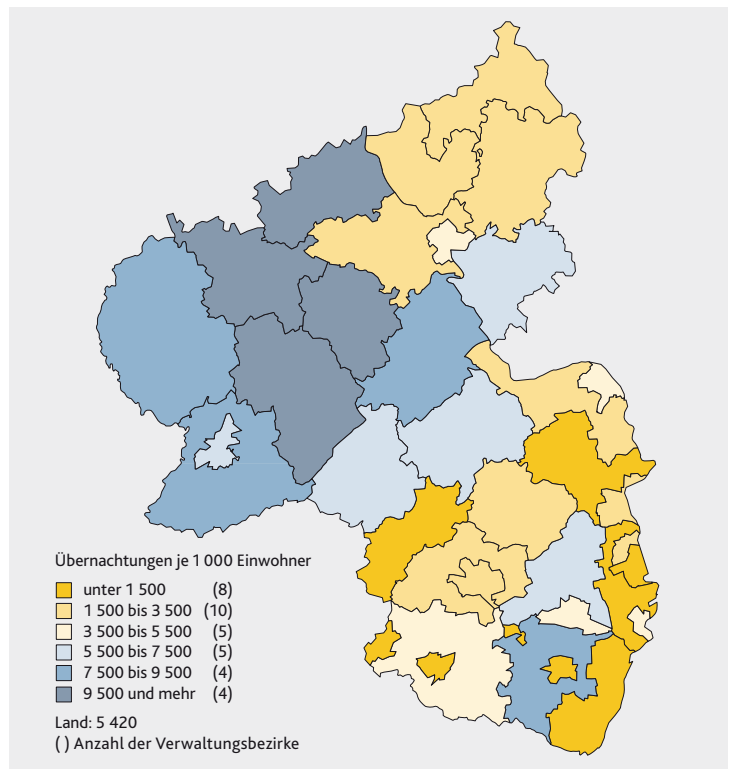 Übernachtungen je 1 000 Einwohner
unter 1 500 (8)
1 500 bis 3 500 (10)
3 500 bis 5 500 (5)
5 500 bis 7 500 (5)
7 500 bis 9 500 (4)
9 500 und mehr (4)
Land: 5 420
( ) Anzahl der Verwaltungsbezirke